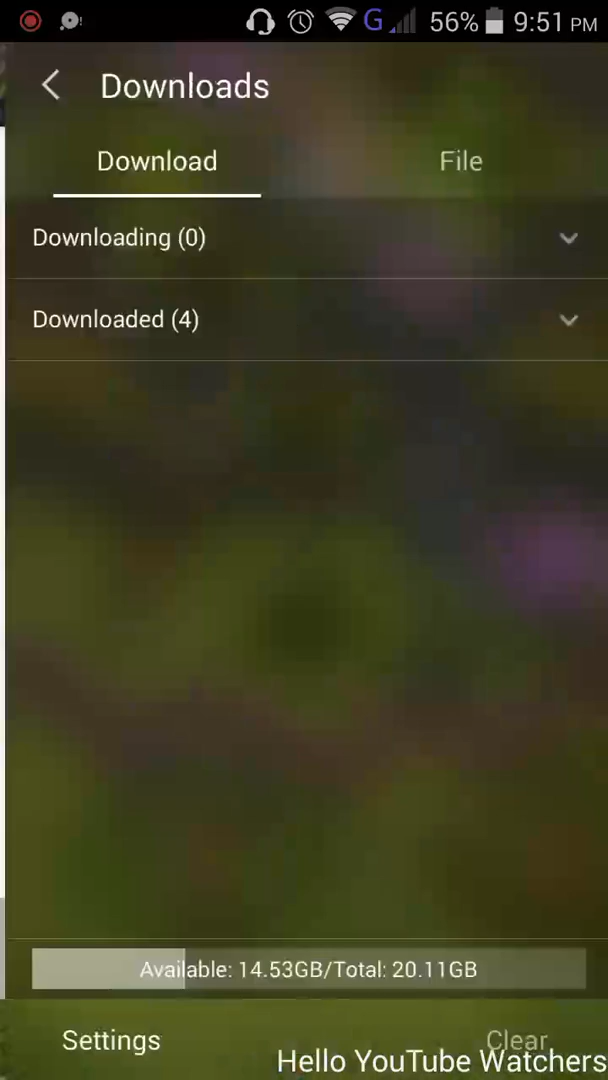 G 56% 9:51 PM
Downloads
Download File
Downloading (0)
Downloaded (4)
Available: 14.53GB/Total: 20.11GB
Settings Clear
Hello YouTube Watchers